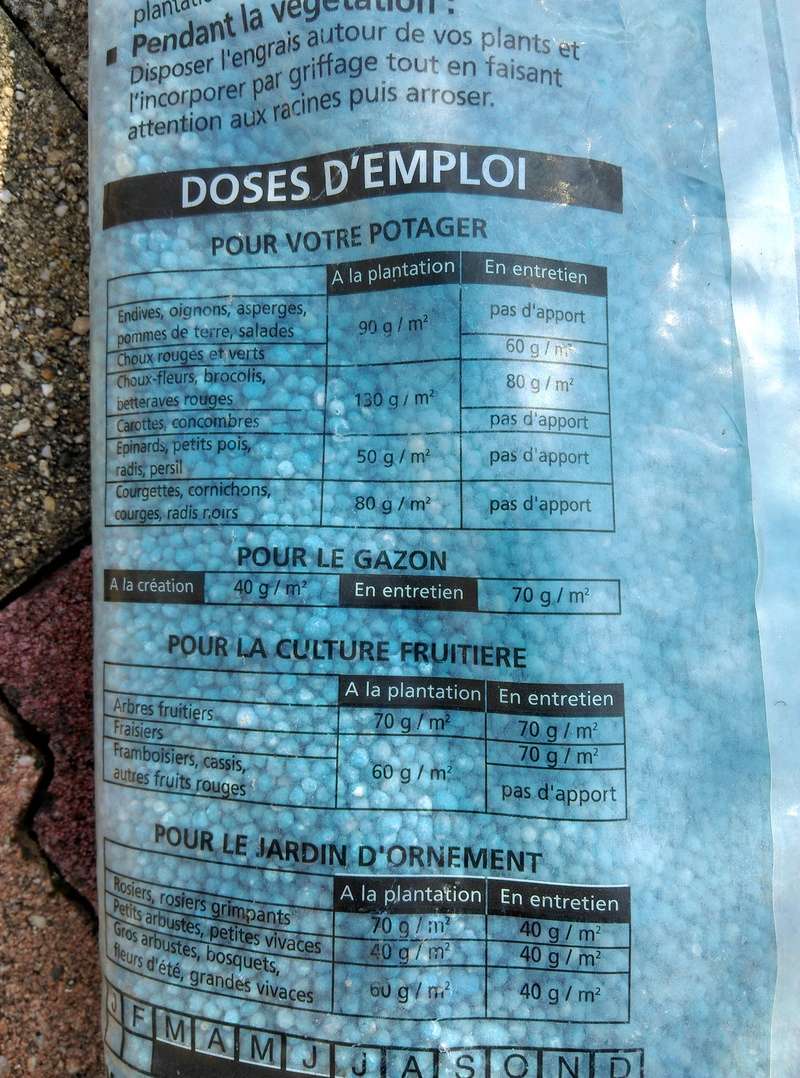 ■ Pendant la végétation :
Disposer l'engrais autour de vos plants et
l'incorporer par griffage tout en faisant
attention aux racines puis arroser.
DOSES D'EMPLOI
POUR VOTRE POTAGER
A la plantation En entretien
Endives, oignons, asperges,
pommes de terre, salades
90 g / m² pas d'apport
Choux rouges et verts
60 g / m²
Choux-fleurs, brocolis,
betteraves rouges
130 g / m² 80 g / m²
Carottes, concombres
pas d'apport
Epinards, petits pois,
radis, persil
50 g / m² pas d'apport
Courgettes, cornichons,
courges, radis noirs
80 g / m² pas d'apport
POUR LE GAZON
A la création 40 g / m² En entretien 70 g / m²
POUR LA CULTURE FRUITIERE
A la plantation En entretien
Arbres fruitiers 70 g / m² 70 g / m²
Fraisiers 70 g / m²
Framboisiers, cassis,
autres fruits rouges
60 g / m² pas d'apport
POUR LE JARDIN D'ORNEMENT
A la plantation En entretien
Rosiers, rosiers grimpants 70 g / m² 40 g / m²
Petits arbustes, petites vivaces 40 g / m² 40 g / m²
Gros arbustes, bosquets,
fleurs d'été, grandes vivaces
60 g / m² 40 g / m²
J F M A M J J A S O N D